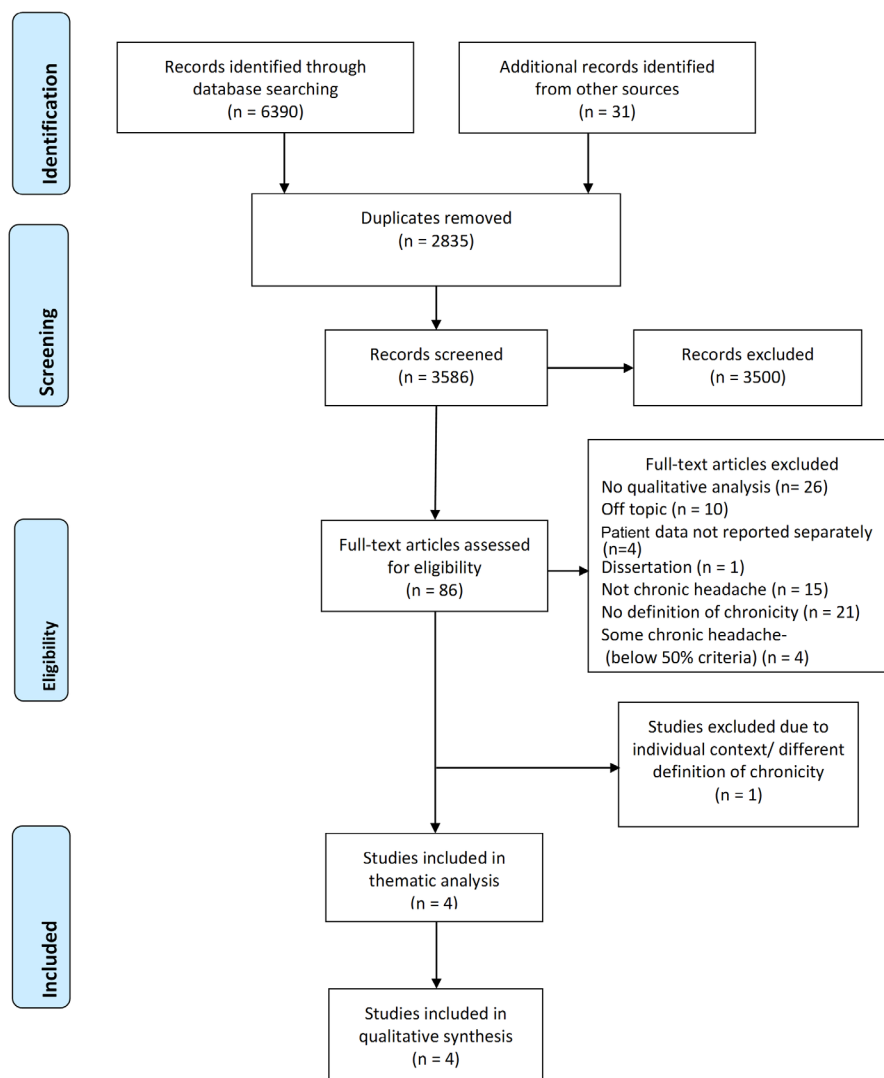 Identification
Records identified through
database searching
(n = 6390)
Additional records identified
from other sources
(n = 31)
Duplicates removed
(n = 2835)
Screening
Records screened
(n = 3586)
Records excluded
(n = 3500)
Eligibility
Full-text articles assessed
for eligibility
(n = 86)
Full-text articles excluded
No qualitative analysis (n= 26)
Off topic (n = 10)
Patient data not reported separately
(n=4)
Dissertation (n = 1)
Not chronic headache (n = 15)
No definition of chronicity (n = 21)
Some chronic headache-
(below 50% criteria) (n = 4)
Studies excluded due to
individual context/ different
definition of chronicity
(n = 1)
Included
Studies included in
thematic analysis
(n = 4)
Studies included in
qualitative synthesis
(n = 4)